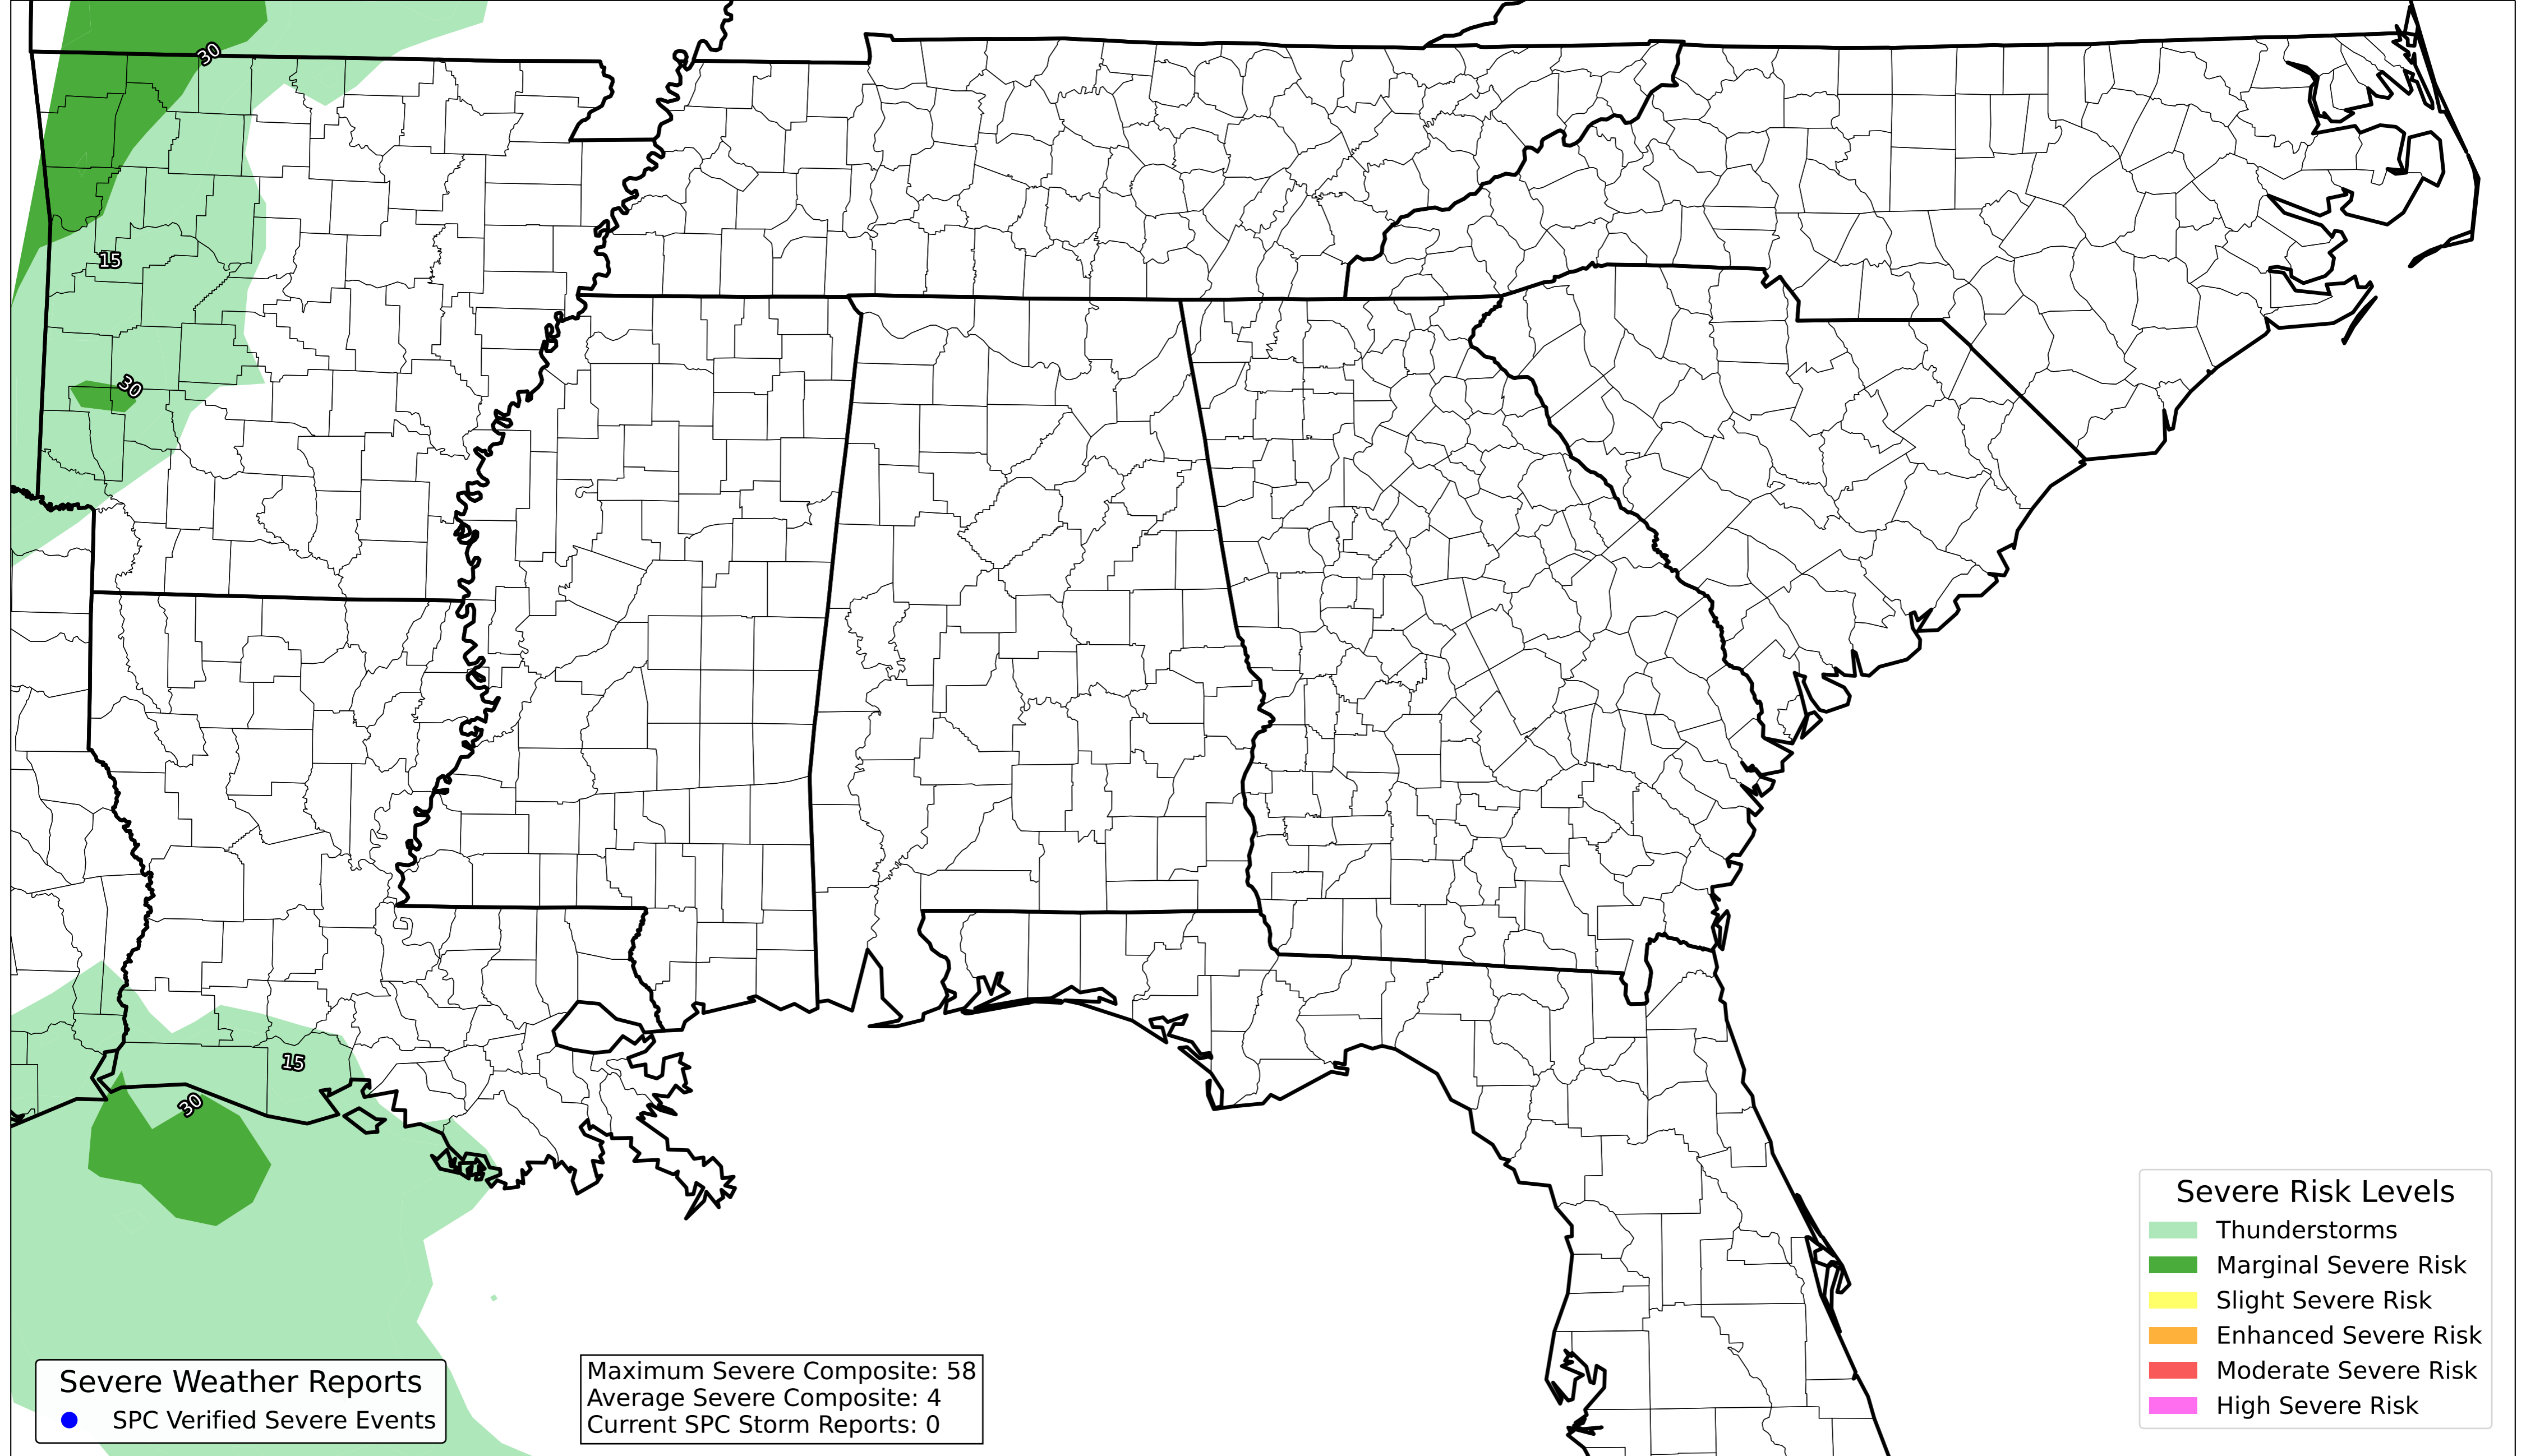 30
15
30
15
30
Severe Weather Reports
SPC Verified Severe Events
Maximum Severe Composite: 58
Average Severe Composite: 4
Current SPC Storm Reports: 0
Severe Risk Levels
Thunderstorms
Marginal Severe Risk
Slight Severe Risk
Enhanced Severe Risk
Moderate Severe Risk
High Severe Risk